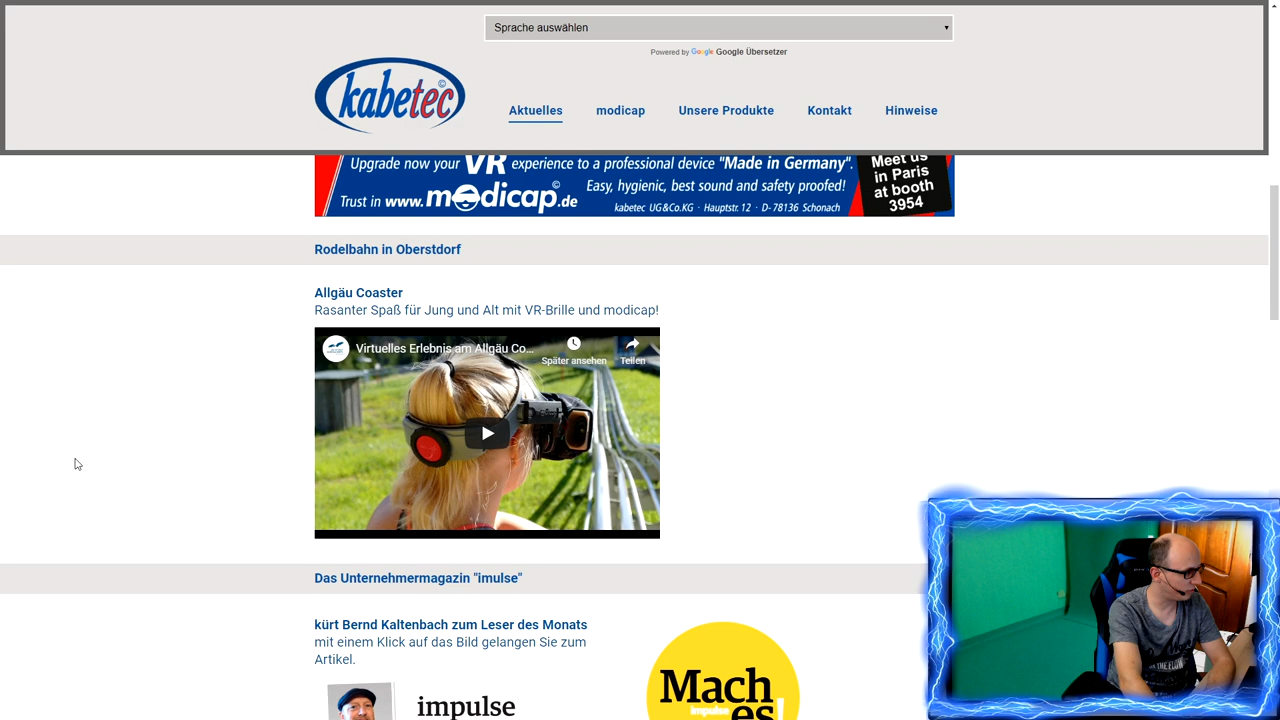 Sprache auswählen
Powered by Google Google Übersetzer
kabetec©
Aktuelles
modicap
Unsere Produkte
Kontakt
Hinweise
Upgrade now your VR experience to a professional device "Made in Germany".
Easy, hygienic, best sound and safety proofed!
Trust in www.modicap©.de
kabetec UG&Co.KG · Hauptstr. 12 · D- 78136 Schonach
Meet us
in Paris
at booth
3954
Rodelbahn in Oberstdorf
Allgäu Coaster
Rasanter Spaß für Jung und Alt mit VR-Brille und modicap!
Virtuelles Erlebnis am Allgäu Co...
Später ansehen
Teilen
Das Unternehmermagazin "imulse"
kürt Bernd Kaltenbach zum Leser des Monats
mit einem Klick auf das Bild gelangen Sie zum
Artikel.
impulse
Mach
es!
impulse